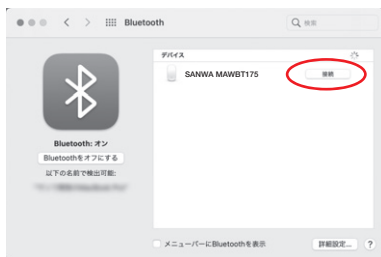 Bluetooth
検索
デバイス
SANWA MAWBT175
接続
Bluetooth: オン
Bluetoothをオフにする
以下の名前で検出可能:
メニューバーにBluetoothを表示
詳細設定...
?